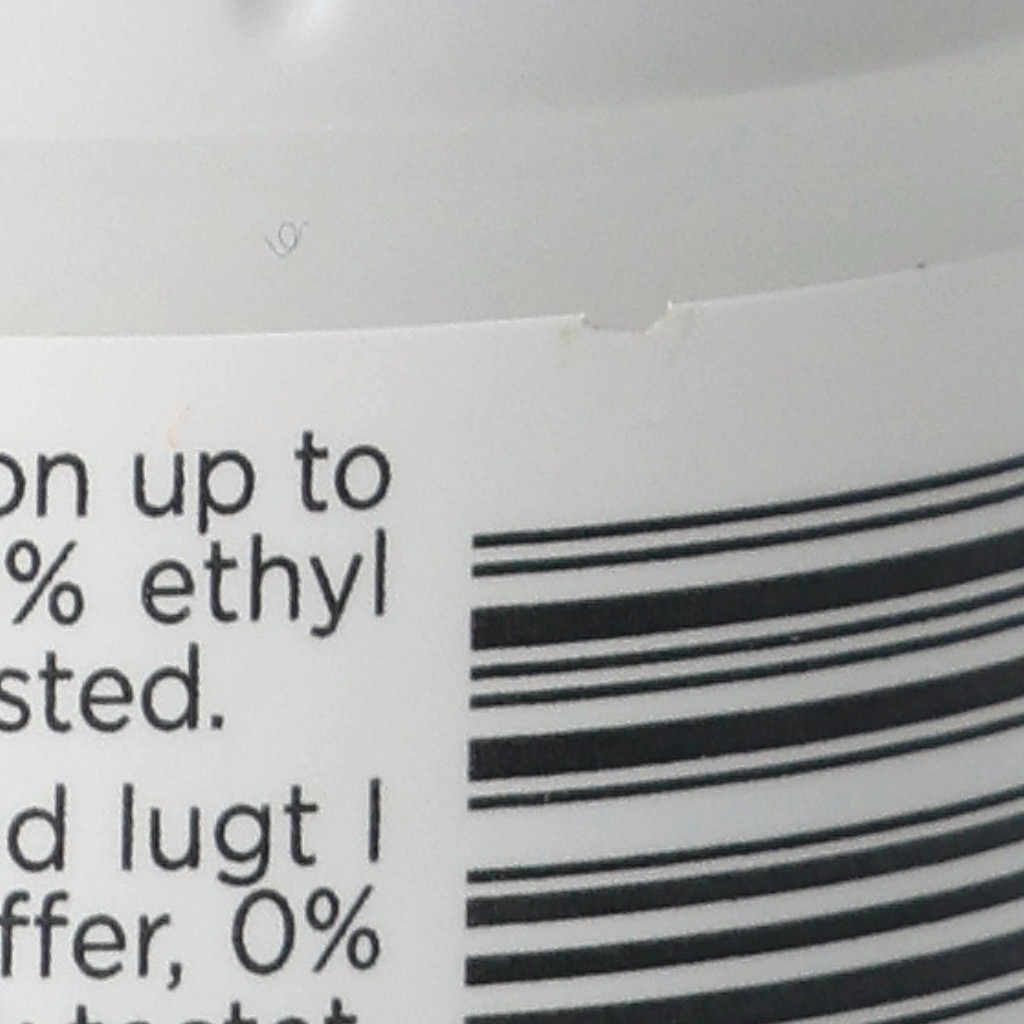 on up to
% ethyl
sted.
d lugt I
ffer, 0%